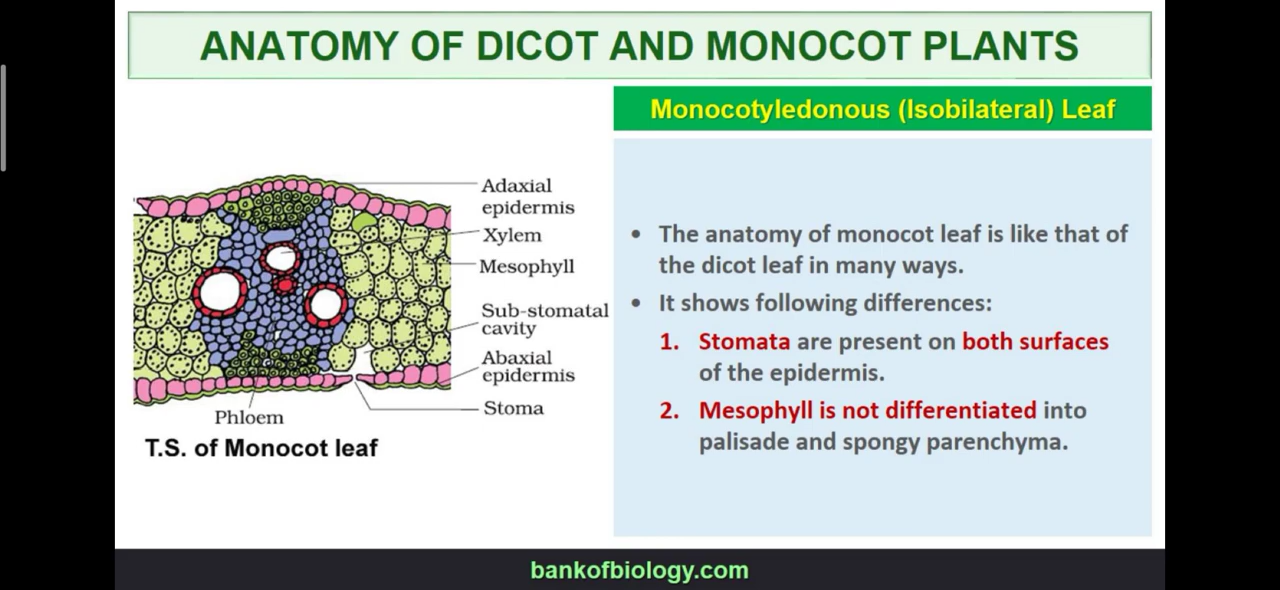 ANATOMY OF DICOT AND MONOCOT PLANTS
Monocotyledonous (Isobilateral) Leaf
Adaxial
epidermis
Xylem
Mesophyll
Sub-stomatal
cavity
Abaxial
epidermis
Stoma
Phloem
T.S. of Monocot leaf
• The anatomy of monocot leaf is like that of
the dicot leaf in many ways.
• It shows following differences:
1. Stomata are present on both surfaces
of the epidermis.
2. Mesophyll is not differentiated into
palisade and spongy parenchyma.
bankofbiology.com